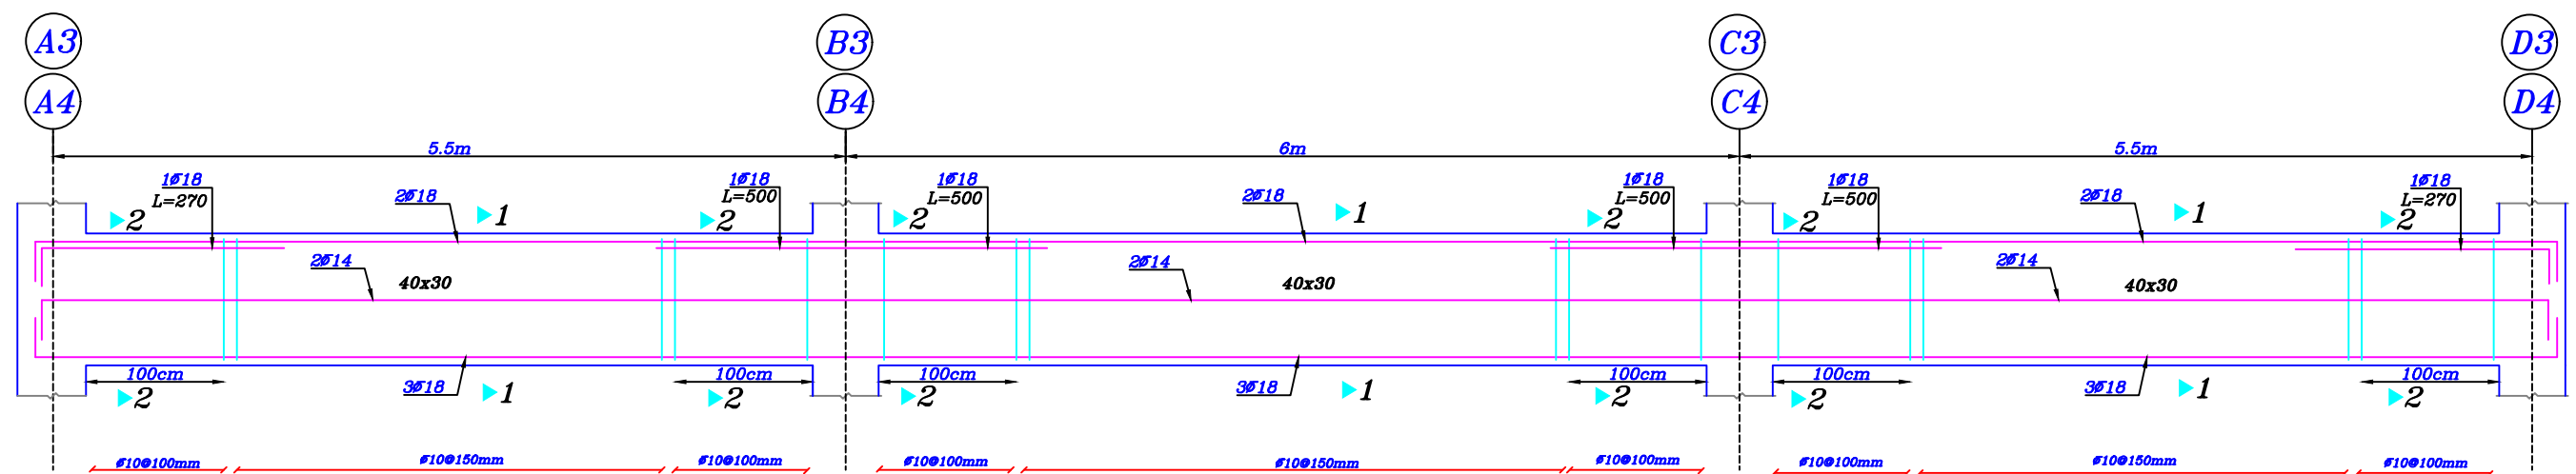 A3 B3 C3 D3
A4 B4 C4 D4
5.5m 6m 5.5m
1Ø18 1Ø18 1Ø18 1Ø18 1Ø18 1Ø18
L=270 L=500 L=500 L=500 L=500 L=270
2Ø18 2Ø18 2Ø18
2 1 2 2 1 2 2 1 2
2Ø14 2Ø14 2Ø14
40x30 40x30 40x30
100cm 100cm 100cm 100cm 100cm 100cm
3Ø18 3Ø18 3Ø18
2 1 2 2 1 2 2 1 2
Ø10@100mm Ø10@150mm Ø10@100mm Ø10@100mm Ø10@150mm Ø10@100mm Ø10@100mm Ø10@150mm Ø10@100mm